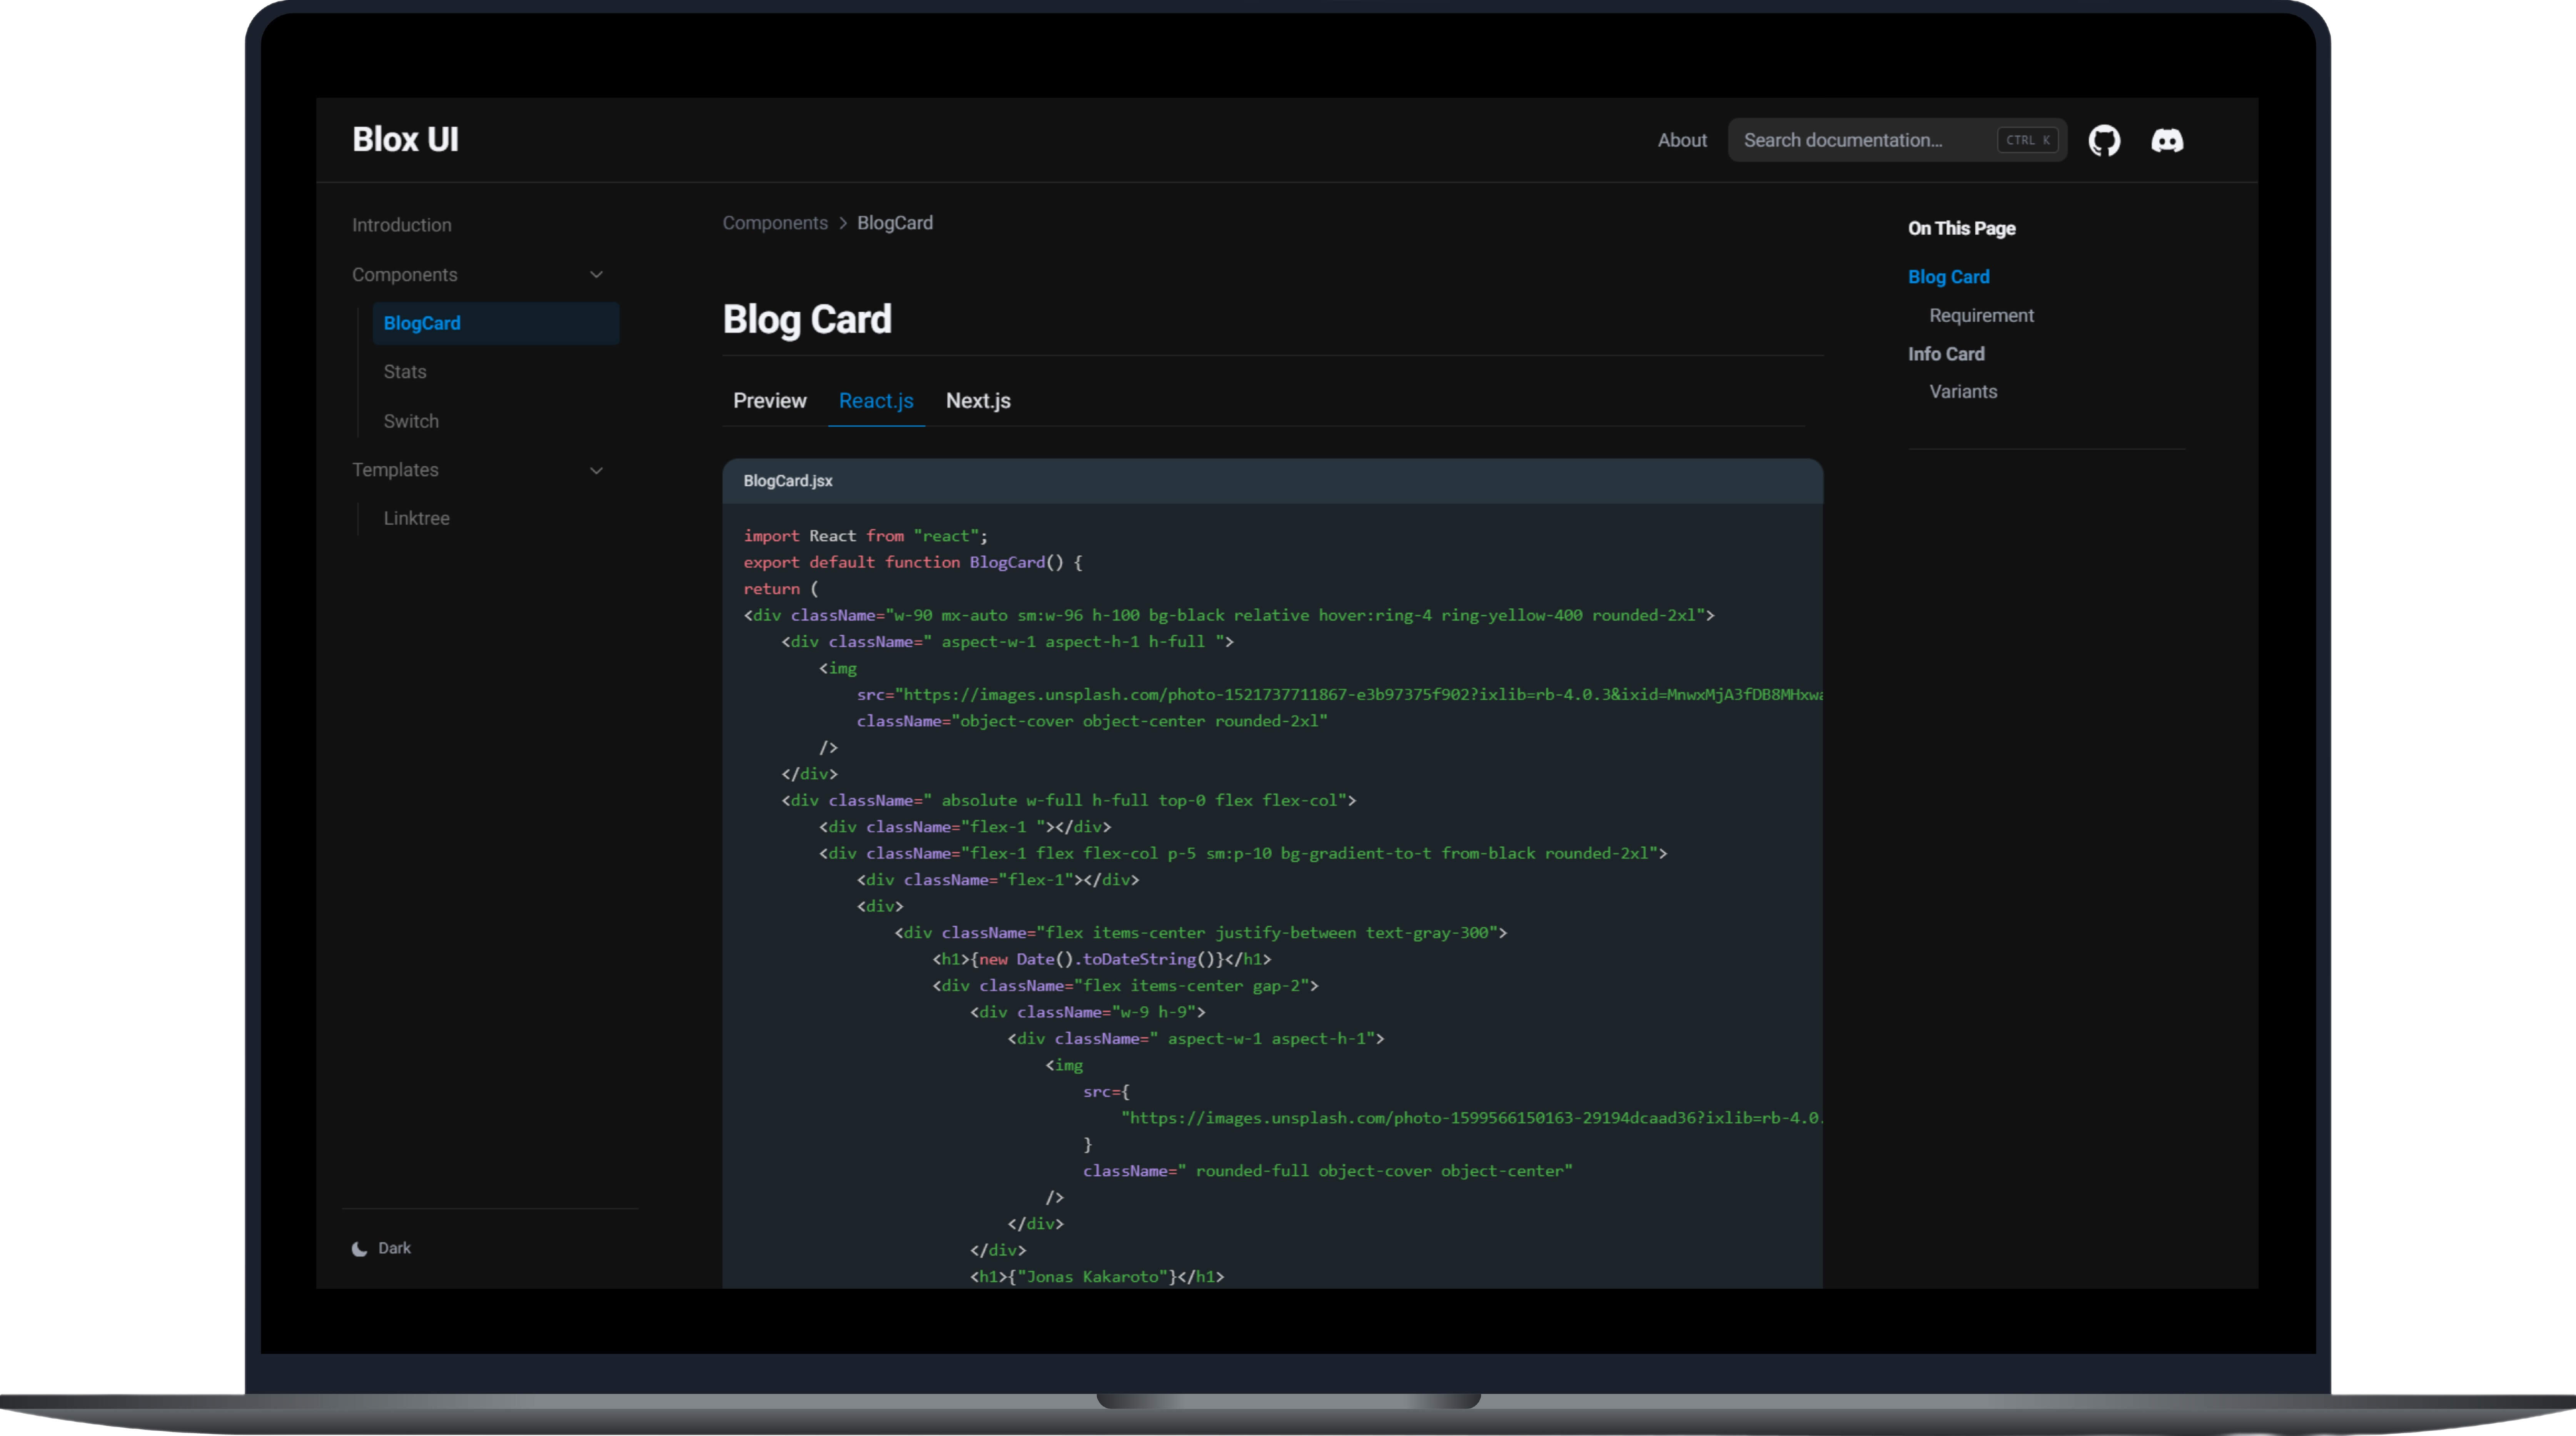 Blox UI
About
Search documentation...
CTRL K
Introduction
Components
BlogCard
Stats
Switch
Templates
Linktree
Dark
Components > BlogCard
Blog Card
Preview React.js Next.js
BlogCard.jsx
import React from "react";
export default function BlogCard() {
return (
<div className="w-90 mx-auto sm:w-96 h-100 bg-black relative hover:ring-4 ring-yellow-400 rounded-2xl">
    <div className=" aspect-w-1 aspect-h-1 h-full ">
        <img
            src="https://images.unsplash.com/photo-1521737711867-e3b97375f902?ixlib=rb-4.0.3&ixid=MnwxMjA3fDB8MHxwa
            className="object-cover object-center rounded-2xl"
        />
    </div>
    <div className=" absolute w-full h-full top-0 flex flex-col">
        <div className="flex-1 "></div>
        <div className="flex-1 flex flex-col p-5 sm:p-10 bg-gradient-to-t from-black rounded-2xl">
            <div className="flex-1"></div>
            <div>
                <div className="flex items-center justify-between text-gray-300">
                    <h1>{new Date().toDateString()}</h1>
                    <div className="flex items-center gap-2">
                        <div className="w-9 h-9">
                            <div className=" aspect-w-1 aspect-h-1">
                                <img
                                    src={
                                        "https://images.unsplash.com/photo-1599566150163-29194dcaad36?ixlib=rb-4.0.
                                    }
                                    className=" rounded-full object-cover object-center"
                                />
                            </div>
                        </div>
                        <h1>{"Jonas Kakaroto"}</h1>
On This Page
Blog Card
Requirement
Info Card
Variants